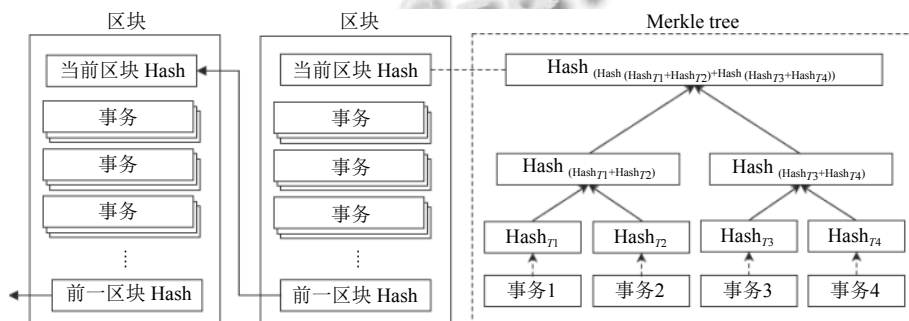 区块
当前区块 Hash
事务
事务
事务
⋮
前一区块 Hash
区块
当前区块 Hash
事务
事务
事务
⋮
前一区块 Hash
Merkle tree
Hash (Hash (HashT1+HashT2)+Hash (HashT3+HashT4))
Hash (HashT1+HashT2)
Hash (HashT3+HashT4)
HashT1
HashT2
HashT3
HashT4
事务1
事务2
事务3
事务4